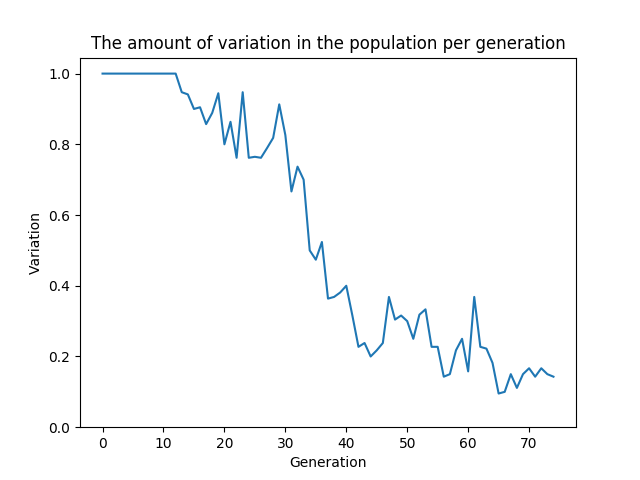 The amount of variation in the population per generation
1.0
0.8
0.6
0.4
0.2
0.0
Variation
0 10 20 30 40 50 60 70
Generation